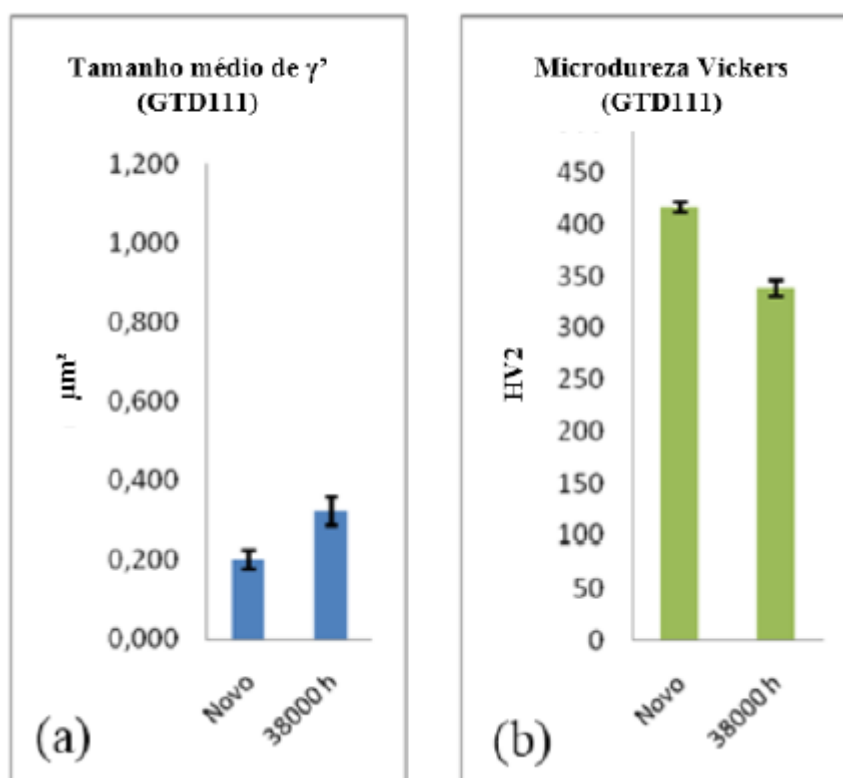 Tamanho médio de γ’
(GTD111)
1,200
1,000
0,800
0,600
0,400
0,200
0,000
μm²
Novo
38000 h
(a)
Microdureza Vickers
(GTD111)
450
400
350
300
250
200
150
100
50
0
HV2
Novo
38000 h
(b)